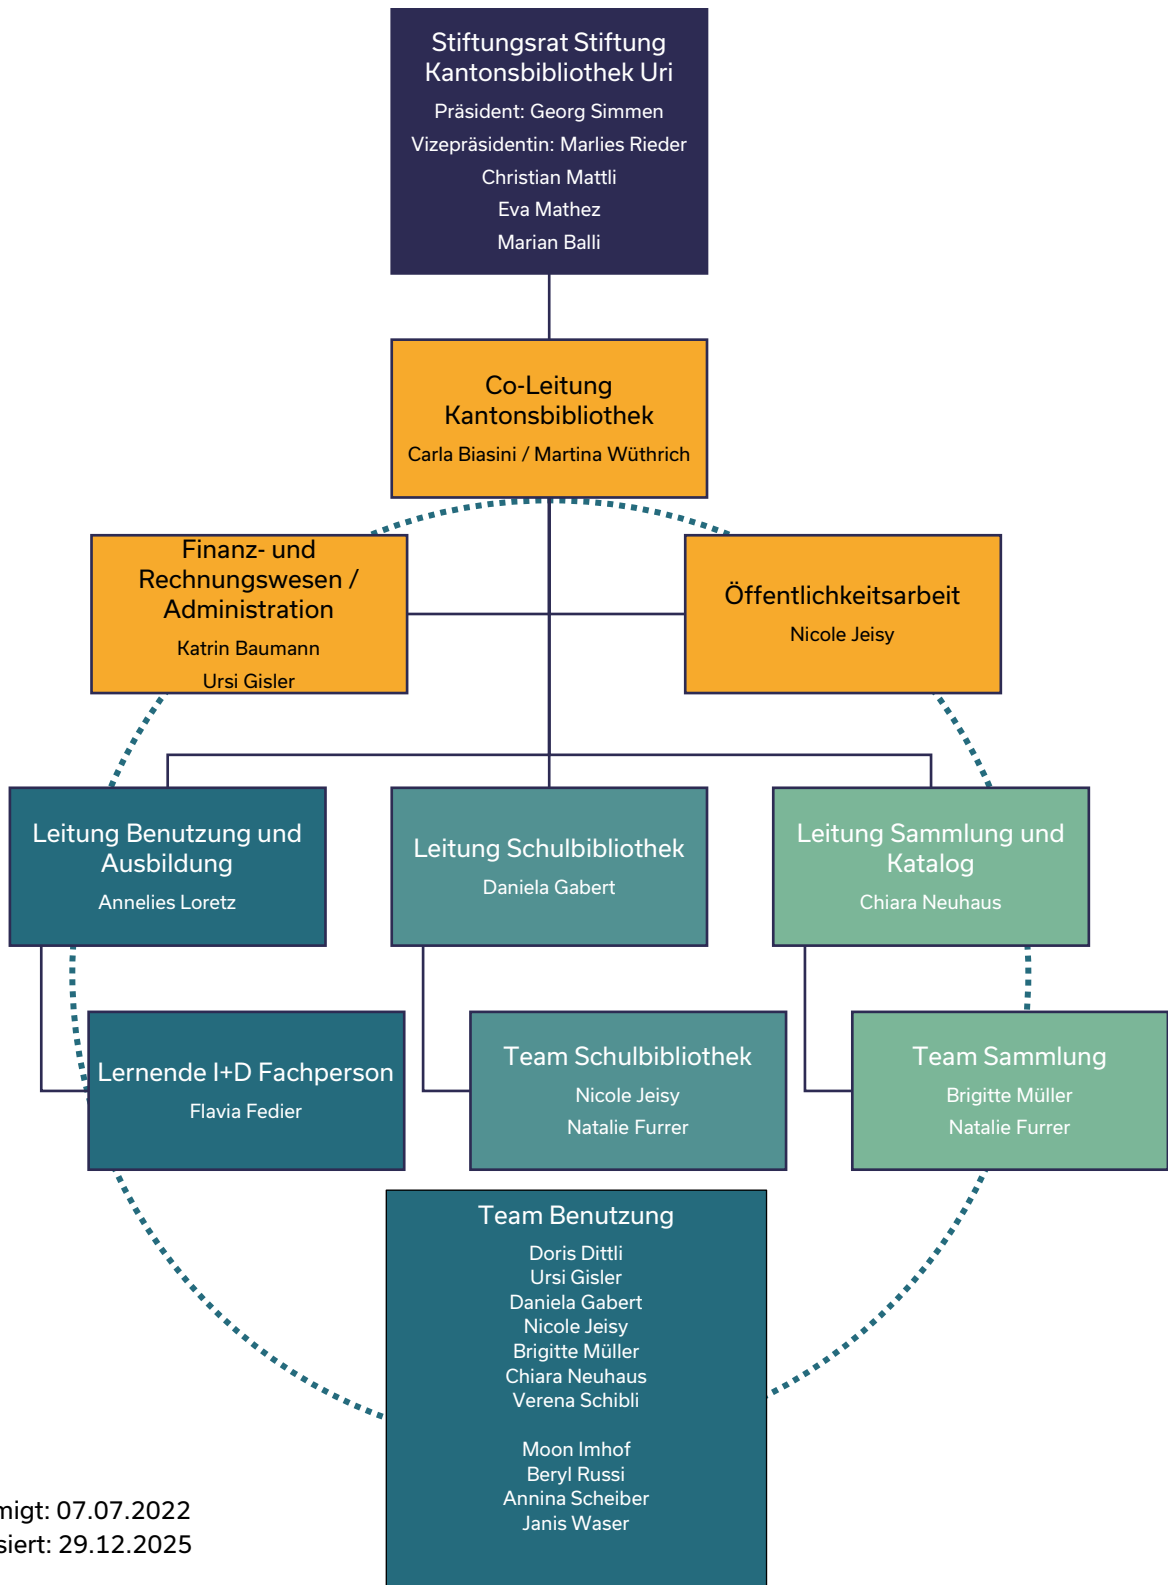 Stiftungsrat Stiftung
Kantonsbibliothek Uri
Präsident: Georg Simmen
Vizepräsidentin: Marlies Rieder
Christian Mattli
Eva Mathez
Marian Balli
Co-Leitung
Kantonsbibliothek
Carla Biasini / Martina Wüthrich
Finanz- und
Rechnungswesen /
Administration
Katrin Baumann
Ursi Gisler
Öffentlichkeitsarbeit
Nicole Jeisy
Leitung Benutzung und
Ausbildung
Annelies Loretz
Leitung Schulbibliothek
Daniela Gabert
Leitung Sammlung und
Katalog
Chiara Neuhaus
Lernende I+D Fachperson
Flavia Fedier
Team Schulbibliothek
Nicole Jeisy
Natalie Furrer
Team Sammlung
Brigitte Müller
Natalie Furrer
Team Benutzung
Doris Dittli
Ursi Gisler
Daniela Gabert
Nicole Jeisy
Brigitte Müller
Chiara Neuhaus
Verena Schibli
Moon Imhof
Beryl Russi
Annina Scheiber
Janis Waser
migt: 07.07.2022
siert: 29.12.2025